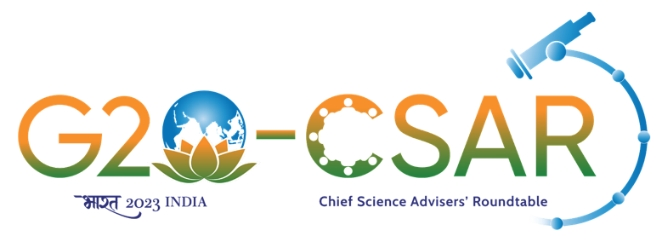 G20-CSAR
भारत 2023 INDIA
Chief Science Advisers' Roundtable